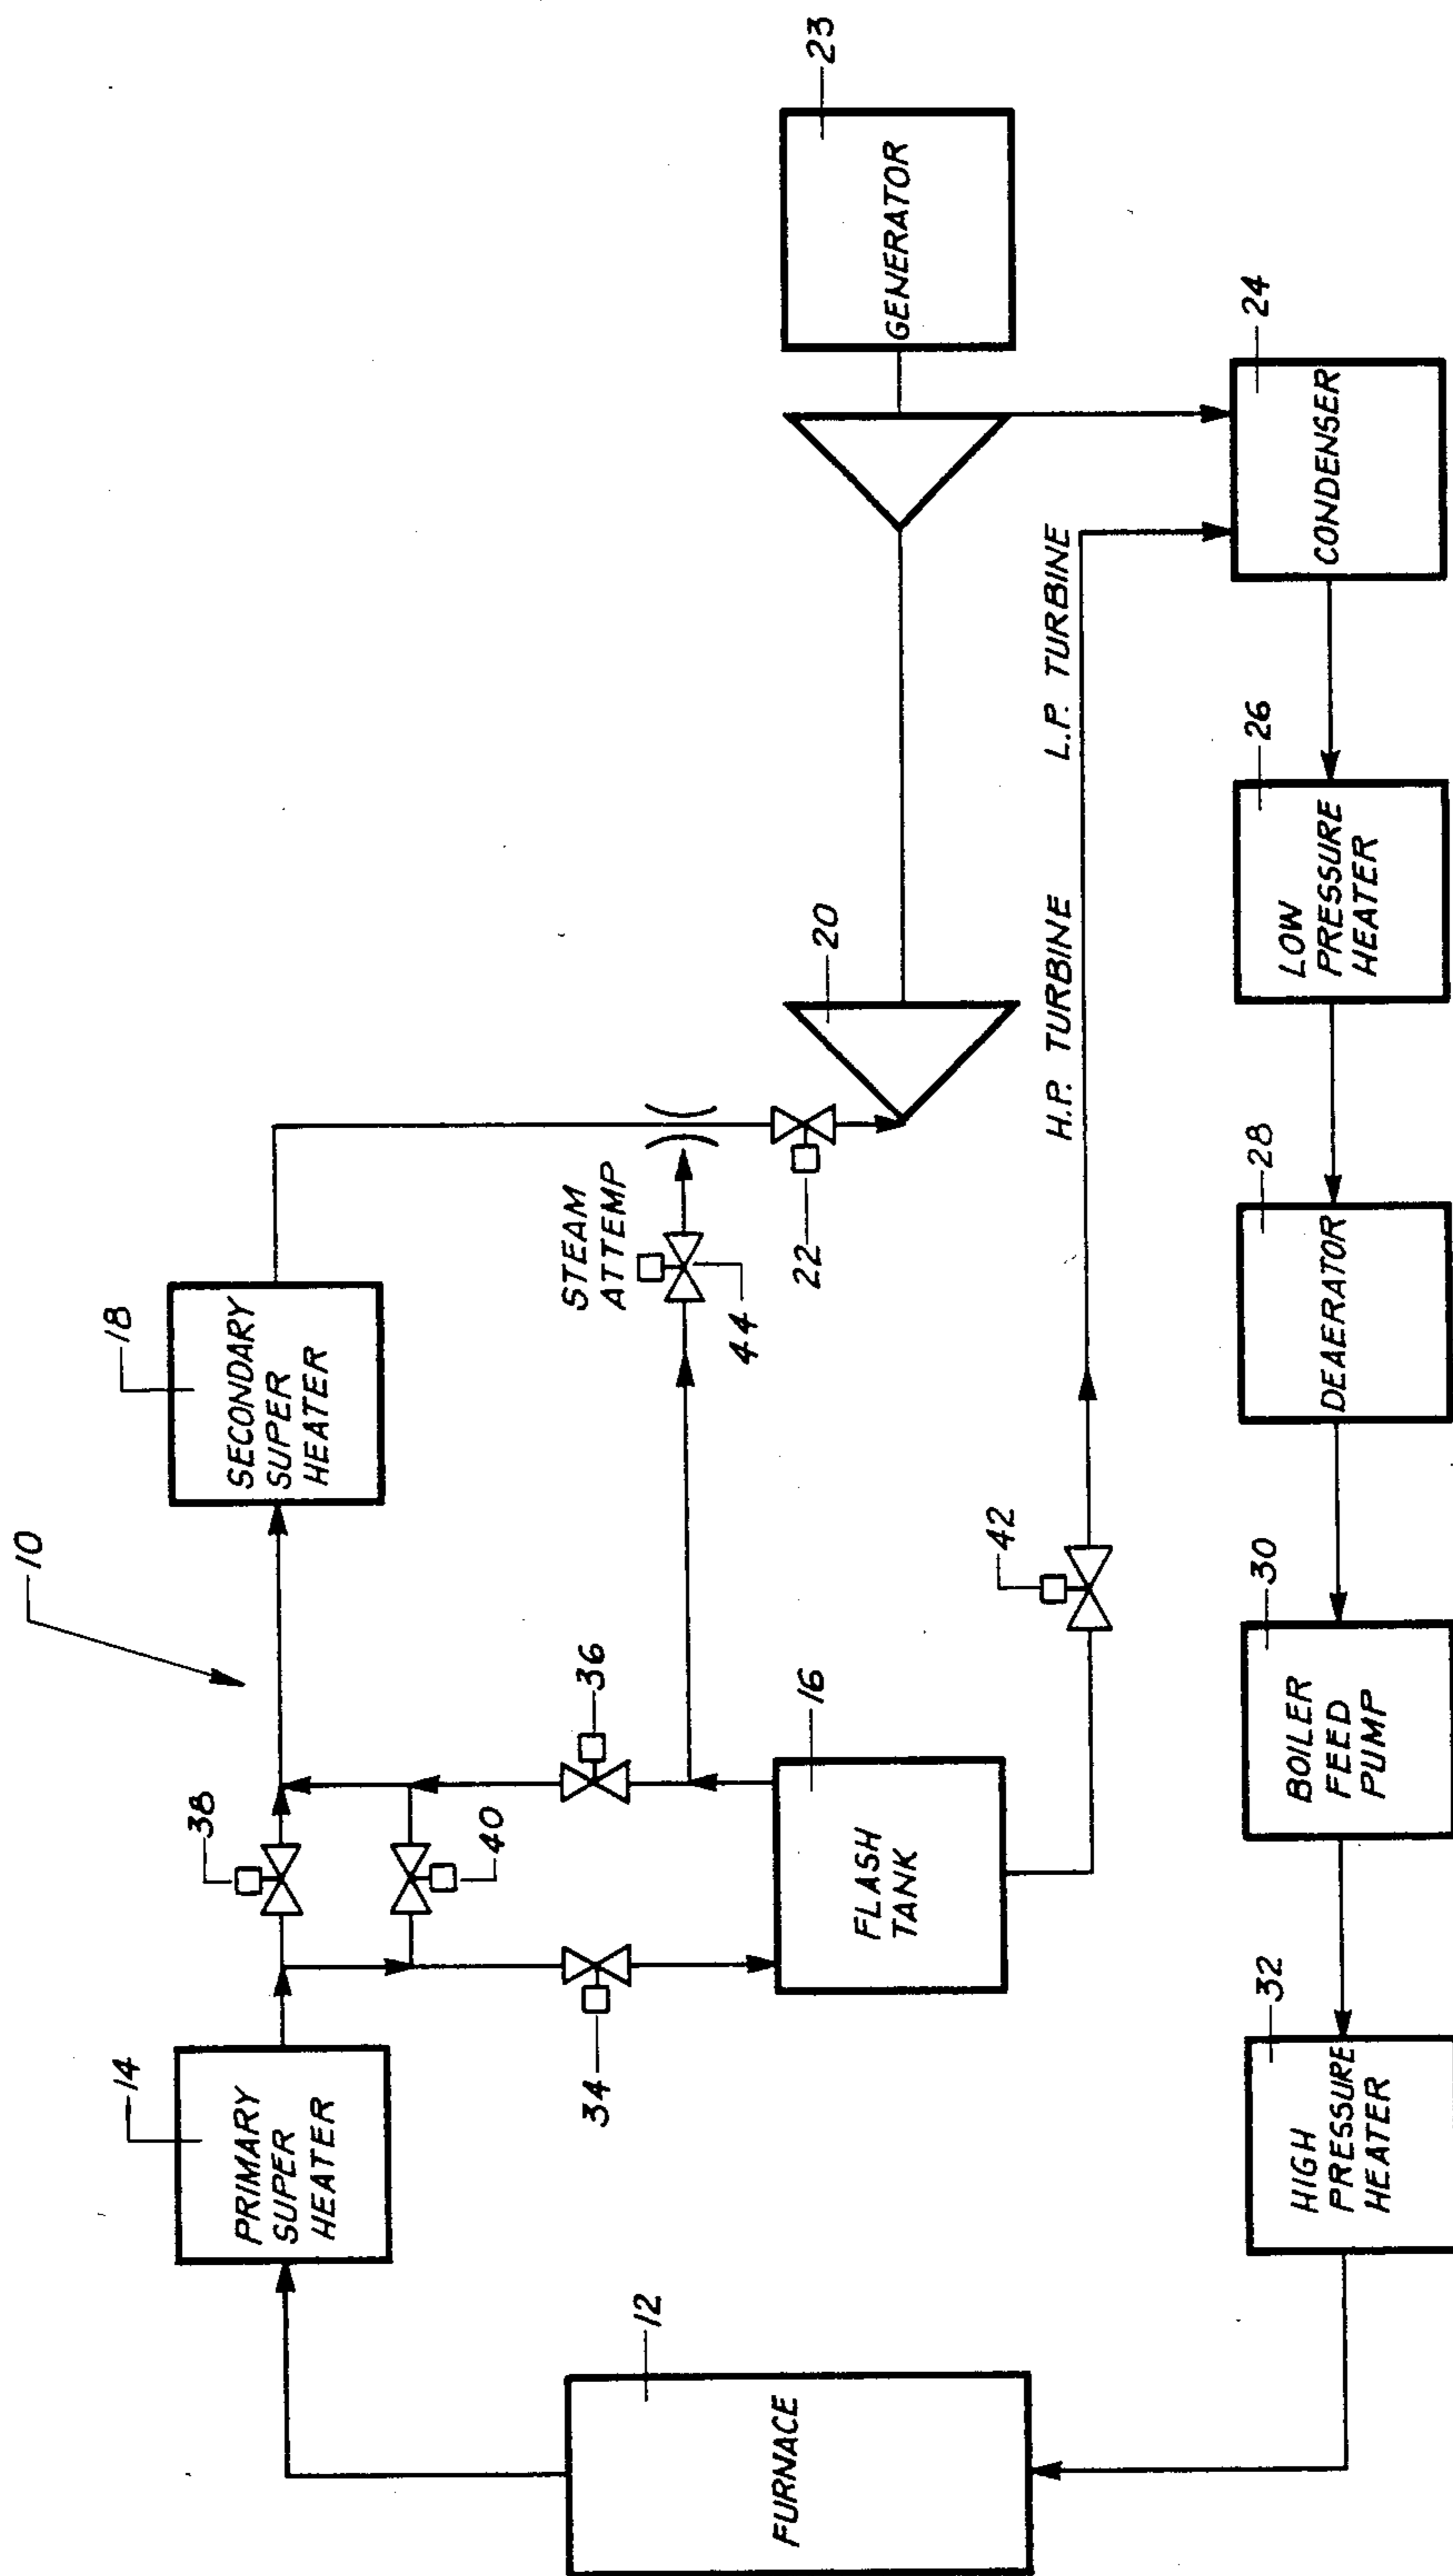 10
14
PRIMARY
SUPER
HEATER
38
18
SECONDARY
SUPER
HEATER
40
34
36
STEAM
ATTEMP
44
22
12
FURNACE
16
FLASH
TANK
20
23
GENERATOR
42
H.P. TURBINE
L.P. TURBINE
32
HIGH
PRESSURE
HEATER
30
BOILER
FEED
PUMP
28
DEAERATOR
26
LOW
PRESSURE
HEATER
24
CONDENSER